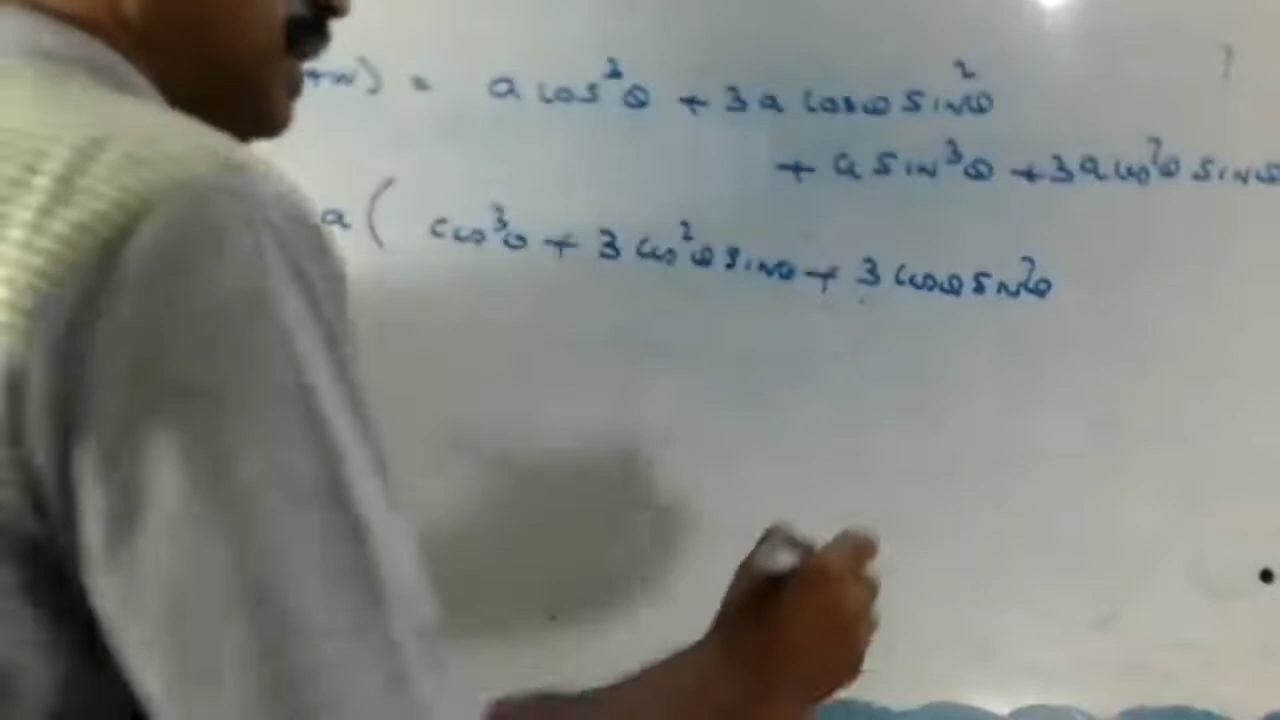 +n) = a cos³θ + 3a cosθ sin²θ
+ a sin³θ + 3a cos²θ sinθ
a ( cos³θ + 3 cos²θ sinθ + 3 cosθ sin²θ